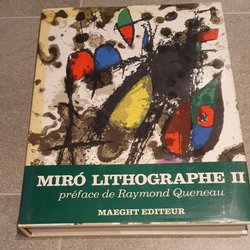 MIRÓ LITHOGRAPHE II
préface de Raymond Queneau
MAEGHT EDITEUR